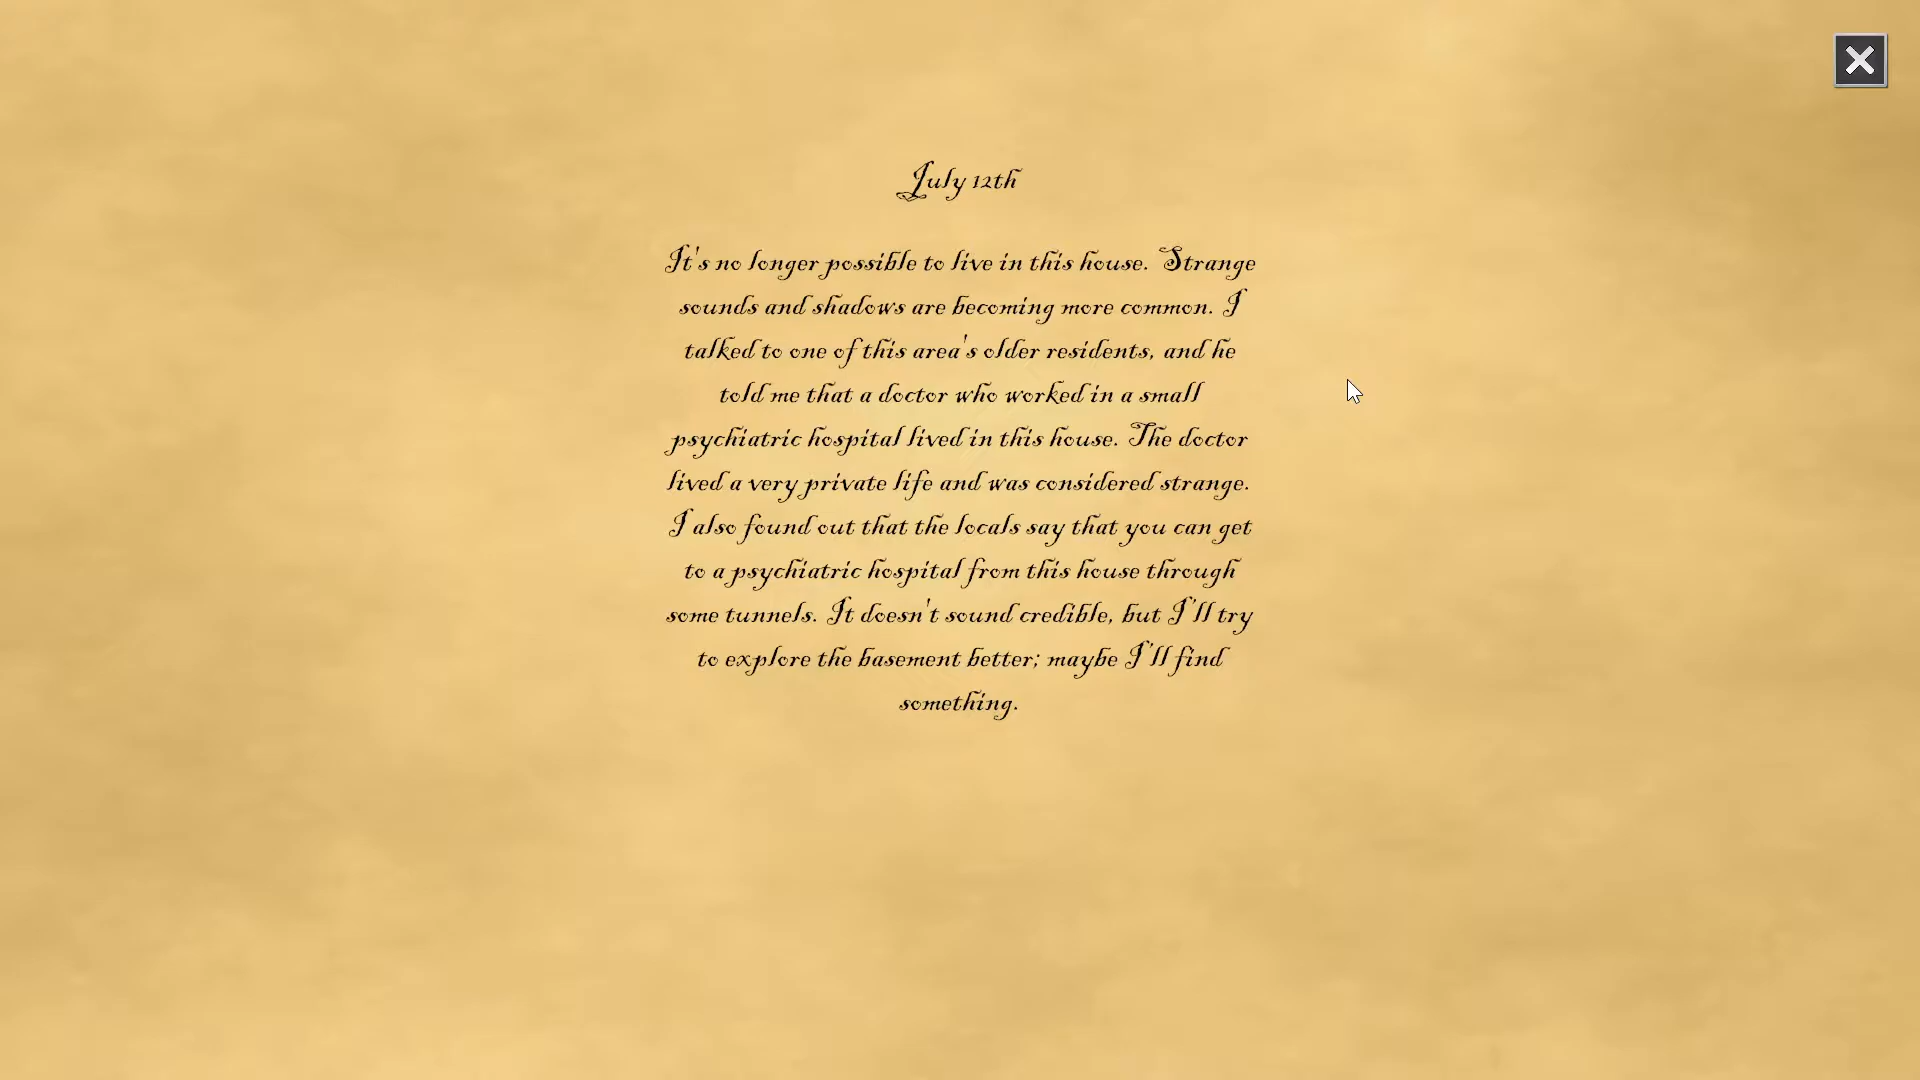 July 12th
It's no longer possible to live in this house. Strange
sounds and shadows are becoming more common. I
talked to one of this area's older residents, and he
told me that a doctor who worked in a small
psychiatric hospital lived in this house. The doctor
lived a very private life and was considered strange.
I also found out that the locals say that you can get
to a psychiatric hospital from this house through
some tunnels. It doesn't sound credible, but I'll try
to explore the basement better; maybe I'll find
something.